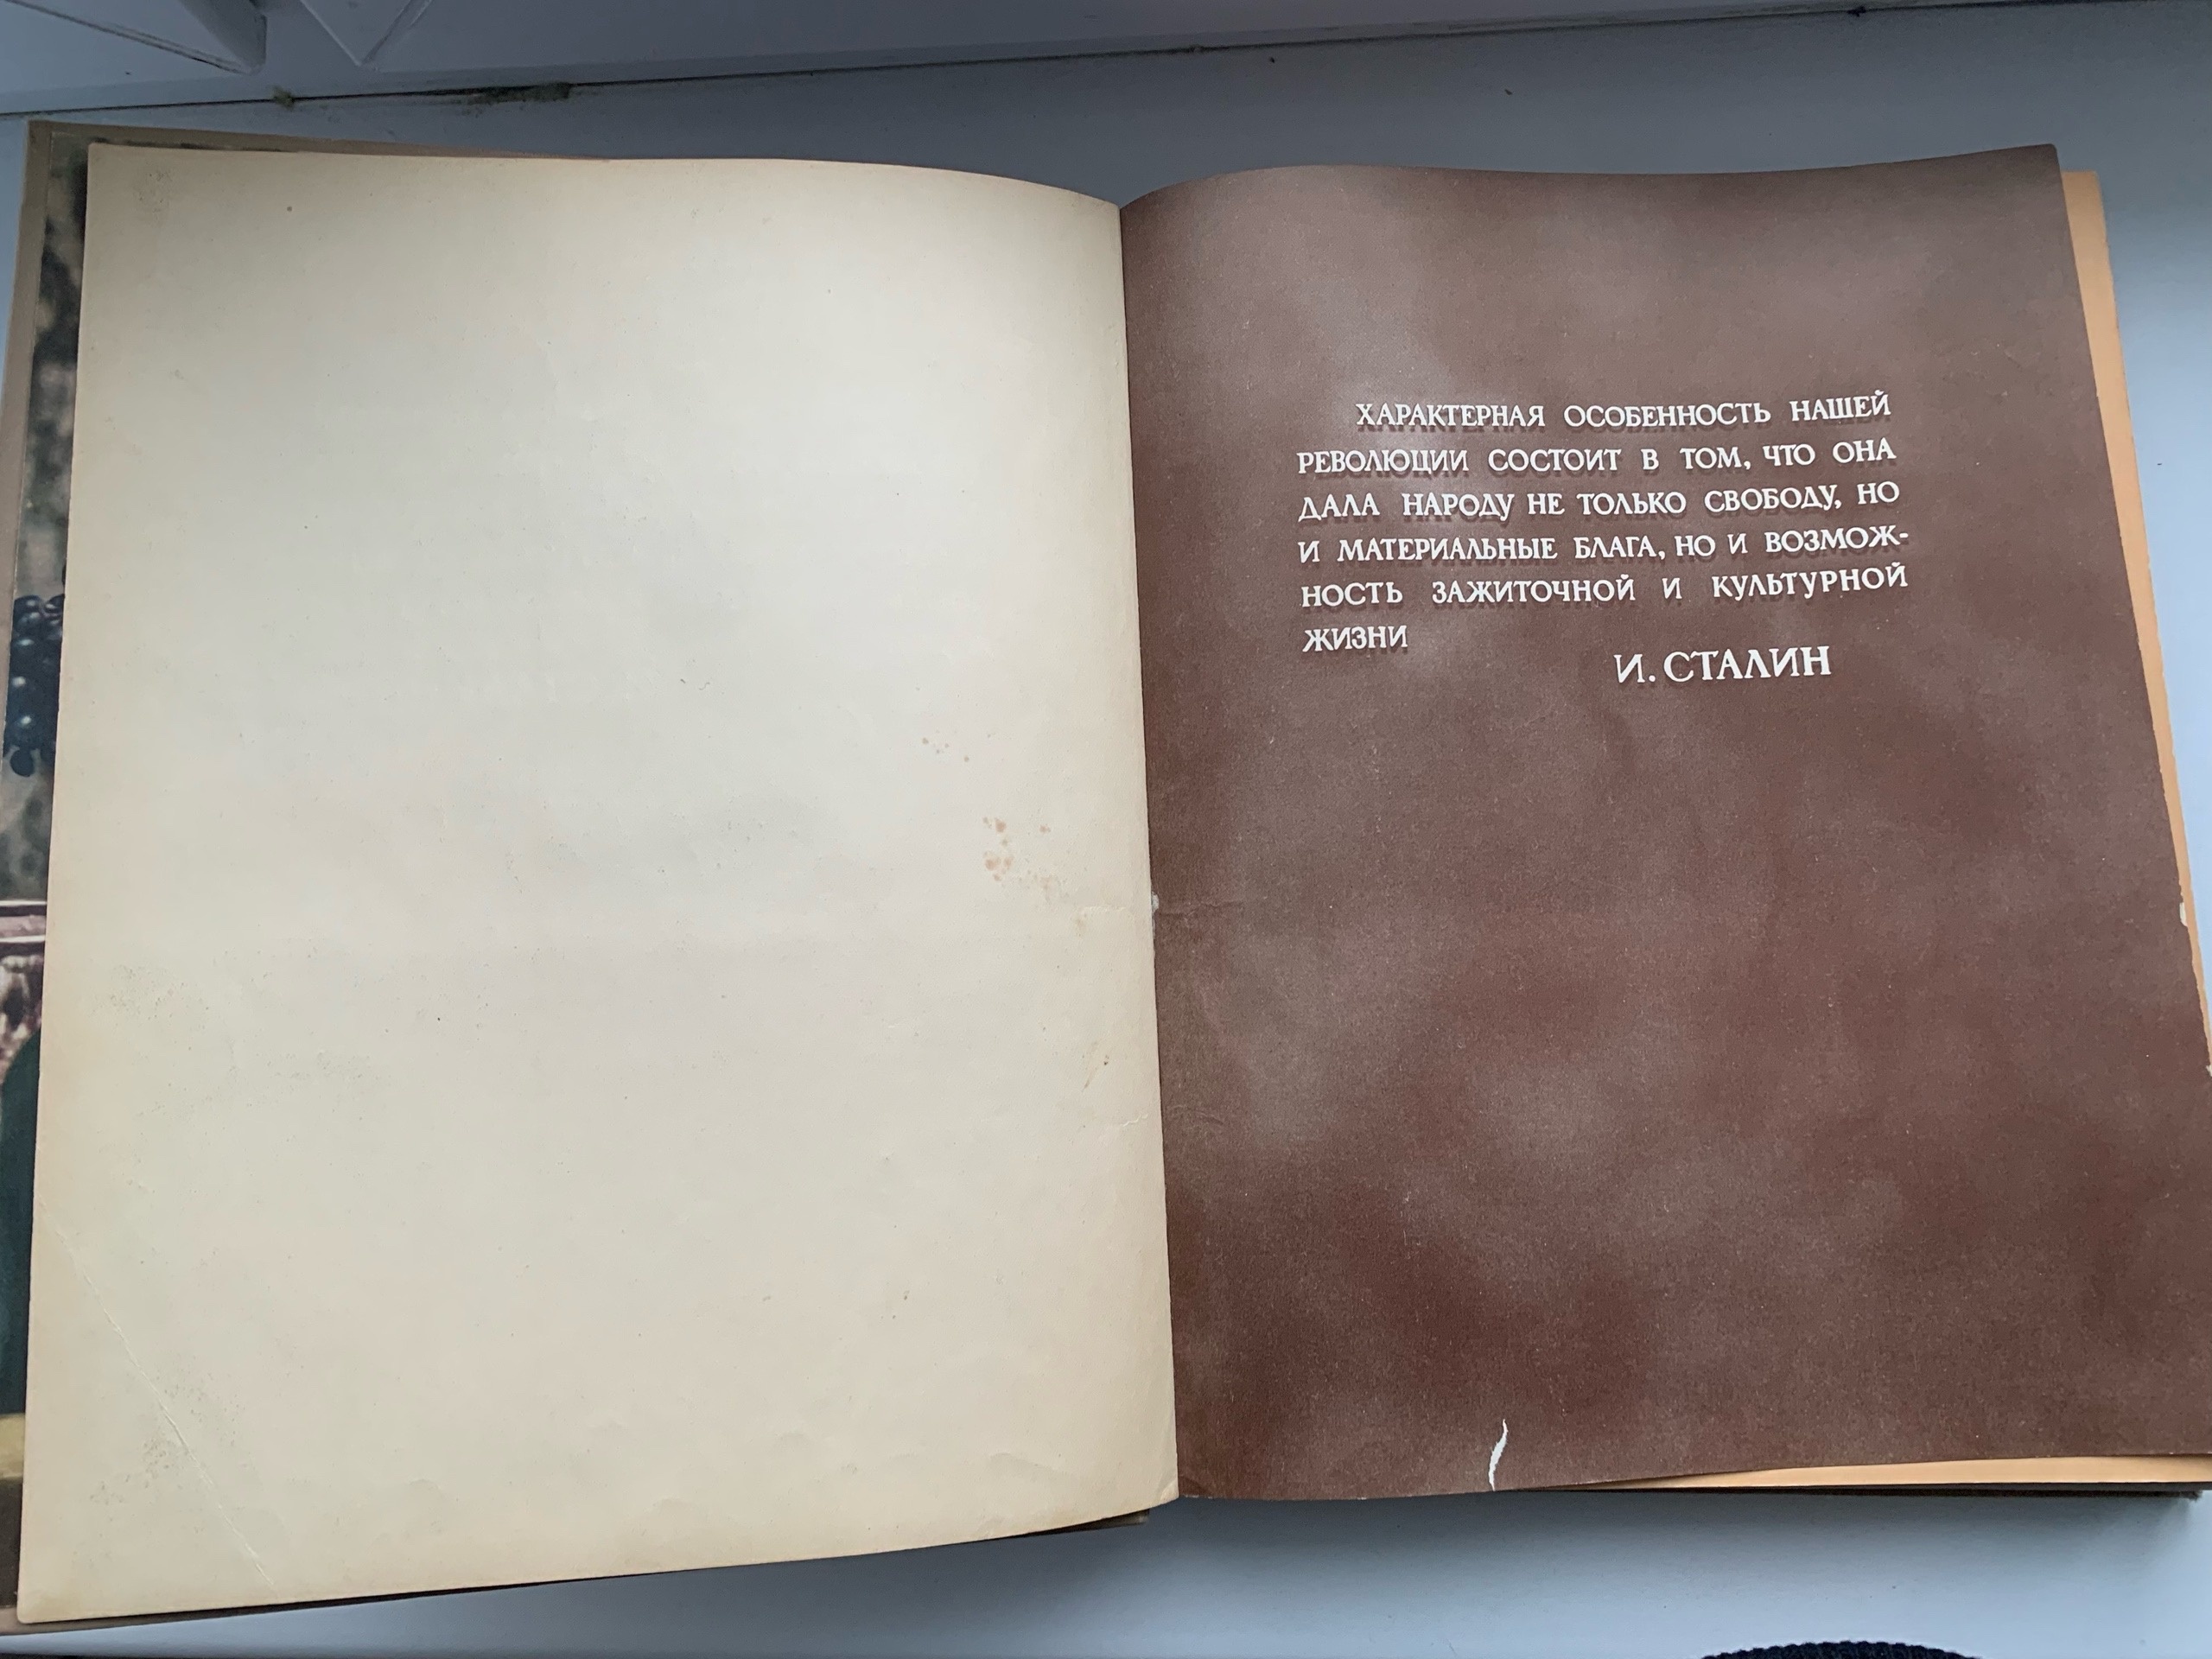 ХАРАКТЕРНАЯ ОСОБЕННОСТЬ НАШЕЙ
РЕВОЛЮЦИИ СОСТОИТ В ТОМ, ЧТО ОНА
ДАЛА НАРОДУ НЕ ТОЛЬКО СВОБОДУ, НО
И МАТЕРИАЛЬНЫЕ БЛАГА, НО И ВОЗМОЖ-
НОСТЬ ЗАЖИТОЧНОЙ И КУЛЬТУРНОЙ
ЖИЗНИ
И. СТАЛИН